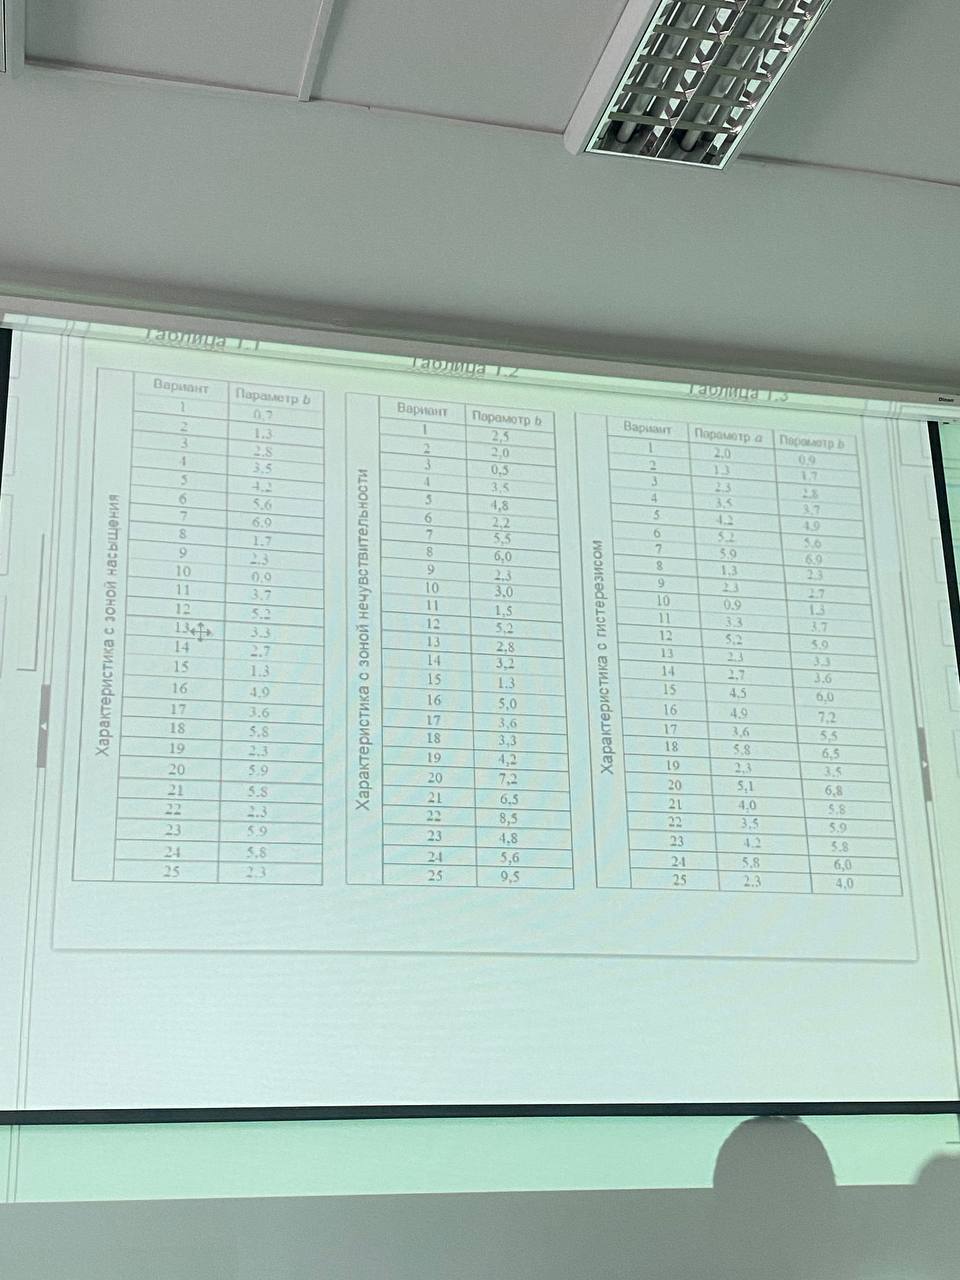 Таблица 1.1
Характеристика с зоной насыщения
Вариант Параметр b
1 0,7
2 1,3
3 2,8
4 3,5
5 4,2
6 5,6
7 6,9
8 1,7
9 2,3
10 0,9
11 3,7
12 5,2
13 3,3
14 2,7
15 1,3
16 4,9
17 3,6
18 5,8
19 2,3
20 5,9
21 5,8
22 2,3
23 5,9
24 5,8
25 2,3
Таблица 1.2
Характеристика с зоной нечувствительности
Вариант Параметр b
1 2,5
2 2,0
3 0,5
4 3,5
5 4,8
6 2,2
7 5,5
8 6,0
9 2,3
10 3,0
11 1,5
12 5,2
13 2,8
14 3,2
15 1,3
16 5,0
17 3,6
18 3,3
19 4,2
20 7,2
21 6,5
22 8,5
23 4,8
24 5,6
25 9,5
Таблица 1.3
Характеристика с гистерезисом
Вариант Параметр a Параметр b
1 2,0 0,9
2 1,3 1,7
3 2,3 2,8
4 3,5 3,7
5 4,2 4,9
6 5,2 5,6
7 5,9 6,9
8 1,3 2,3
9 2,3 2,7
10 0,9 1,3
11 3,3 3,7
12 5,2 5,9
13 2,3 3,3
14 2,7 3,6
15 4,5 6,0
16 4,9 7,2
17 3,6 5,5
18 5,8 6,5
19 2,3 3,5
20 5,1 6,8
21 4,0 5,8
22 3,5 5,9
23 4,2 5,8
24 5,8 6,0
25 2,3 4,0